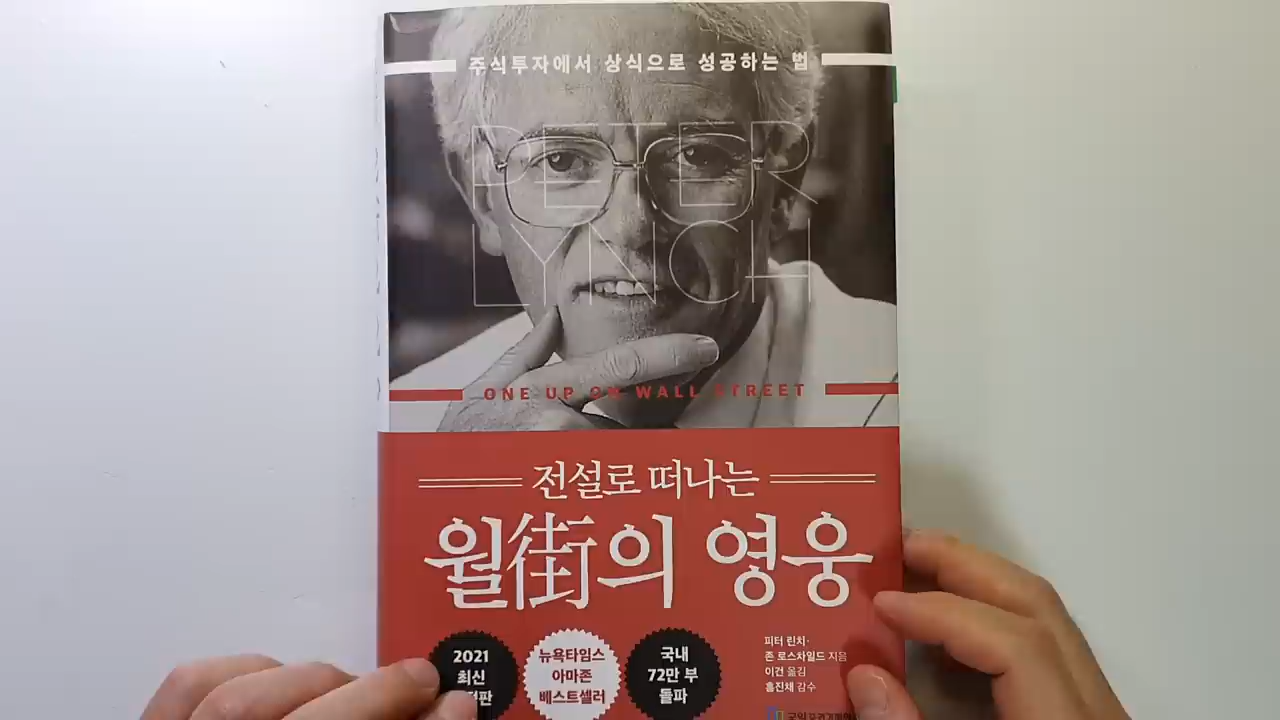 주식투자에서 상식으로 성공하는 법
PETER
LYNCH
ONE UP ON WALL STREET
전설로 떠나는
월街의 영웅
2021
최신
뉴욕타임스
아마존
베스트셀러
국내
72만 부
돌파
피터 린치·
존 로스차일드 지음
이건 옮김
홍진채 감수